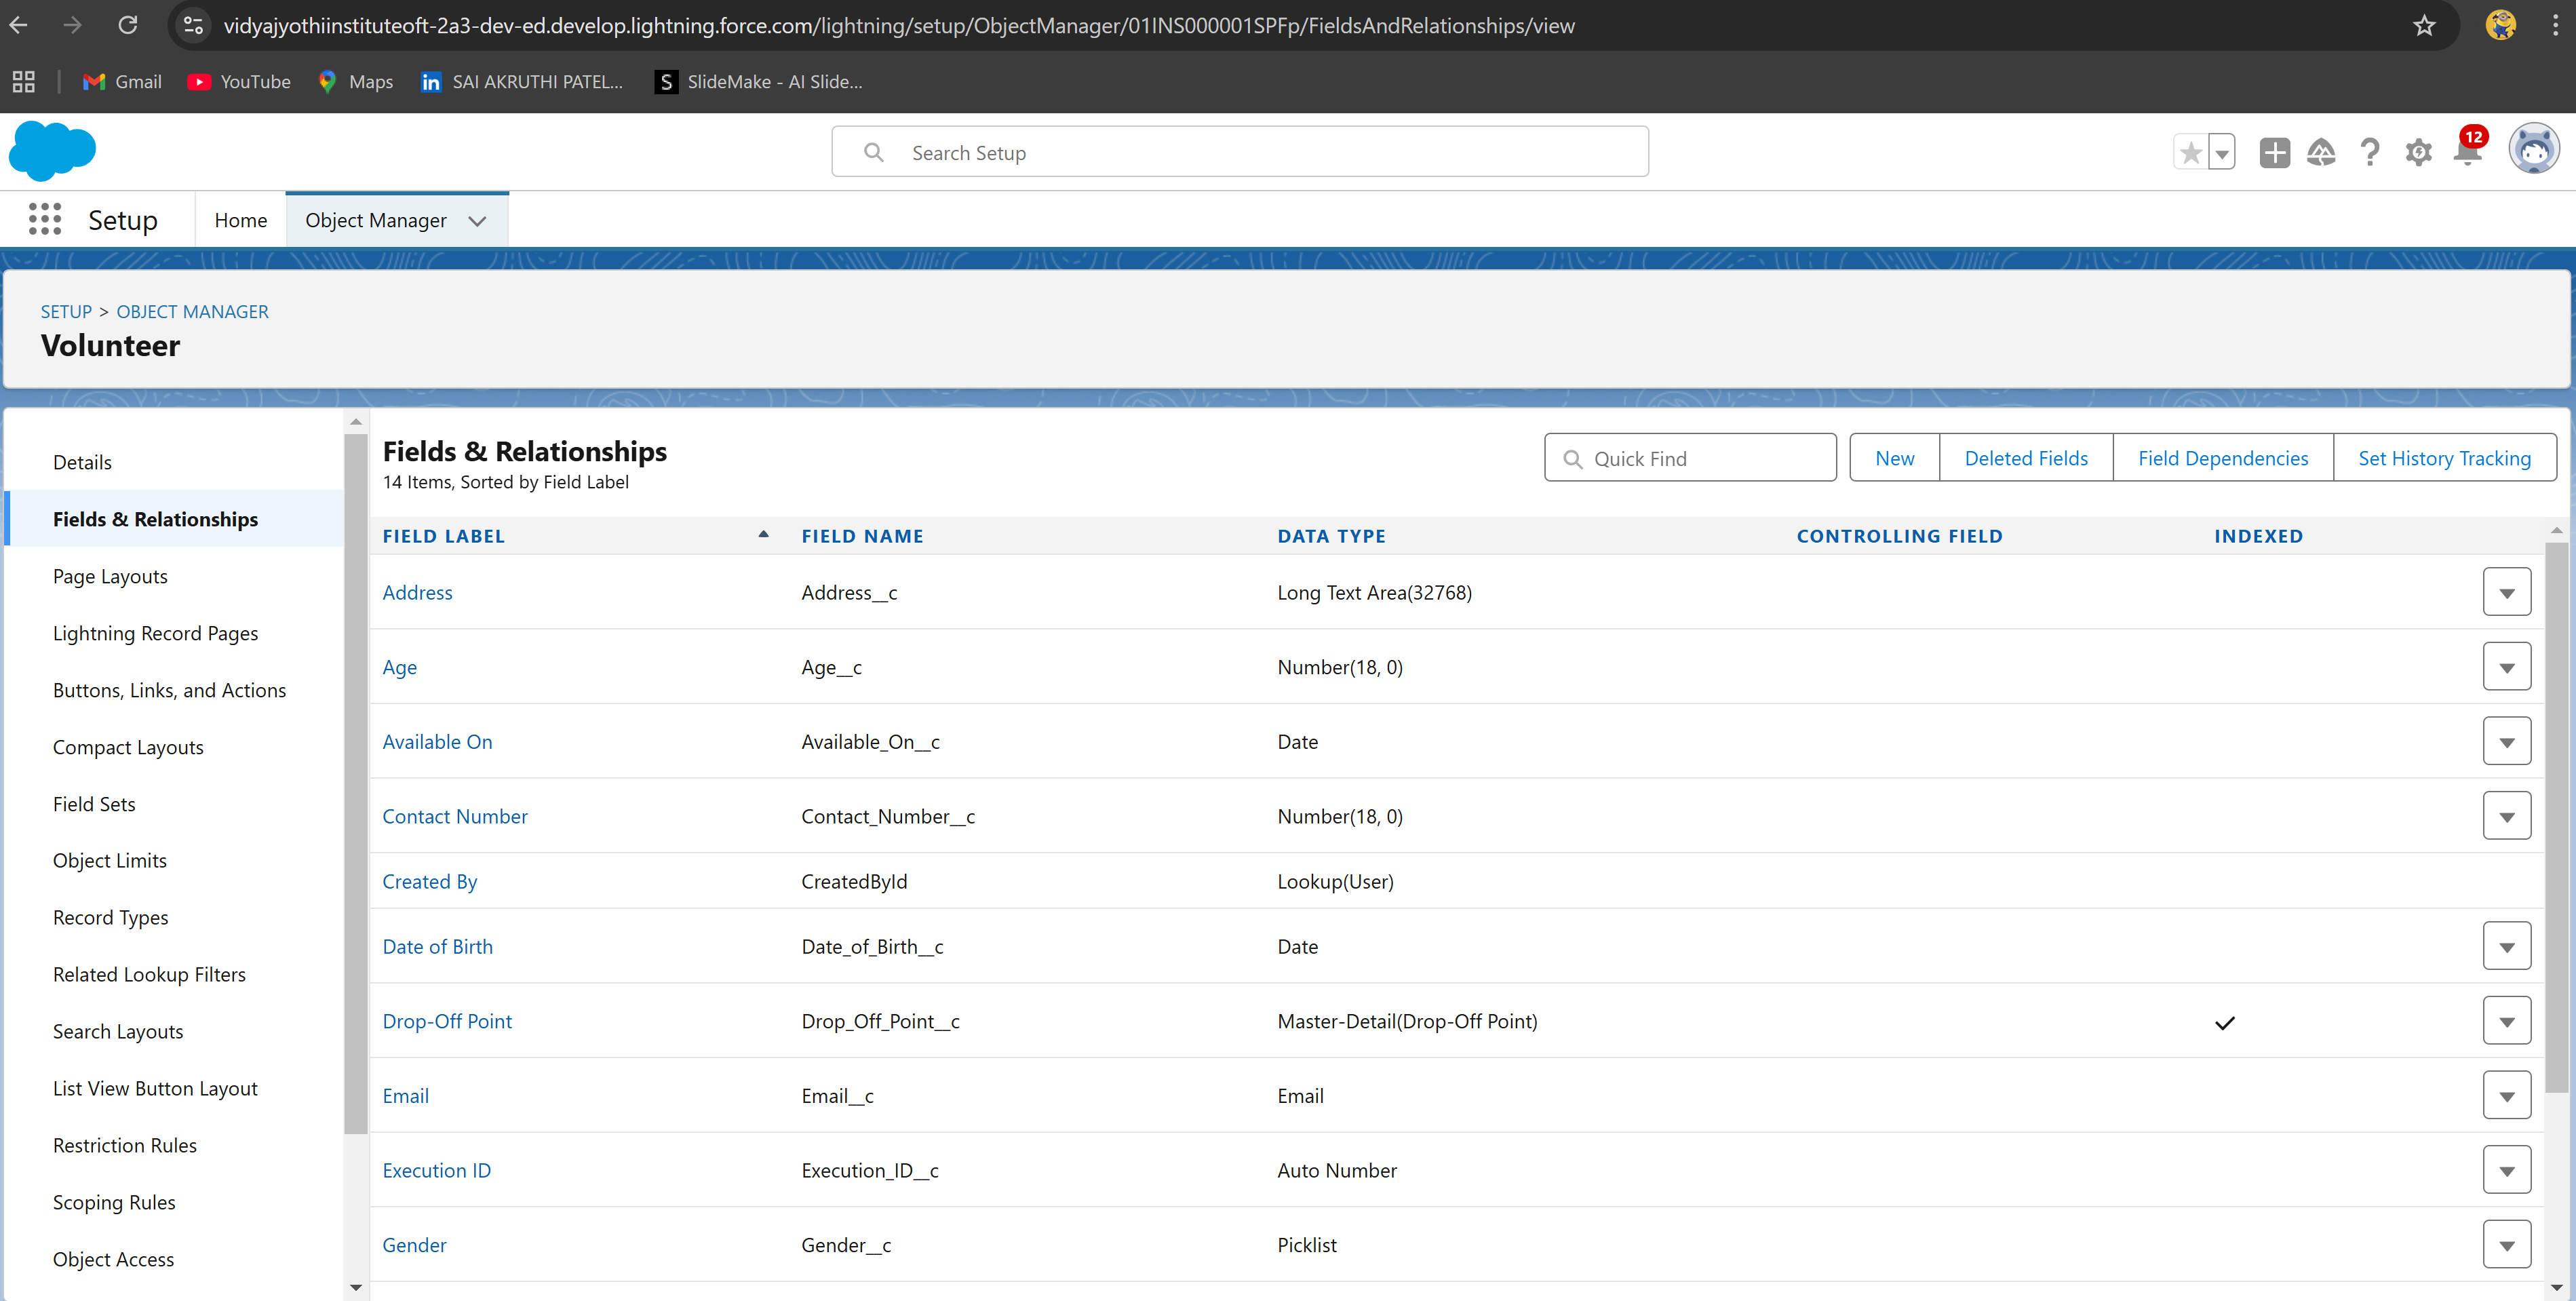 vidyajyothiinstituteoft-2a3-dev-ed.develop.lightning.force.com/lightning/setup/ObjectManager/01INS000001SPFp/FieldsAndRelationships/view
Gmail YouTube Maps SAI AKRUTHI PATEL... S SlideMake - AI Slide...
Search Setup 12
Setup Home Object Manager
SETUP > OBJECT MANAGER
Volunteer
Details
Fields & Relationships
Page Layouts
Lightning Record Pages
Buttons, Links, and Actions
Compact Layouts
Field Sets
Object Limits
Record Types
Related Lookup Filters
Search Layouts
List View Button Layout
Restriction Rules
Scoping Rules
Object Access
Fields & Relationships
14 Items, Sorted by Field Label
Quick Find New Deleted Fields Field Dependencies Set History Tracking
FIELD LABEL FIELD NAME DATA TYPE CONTROLLING FIELD INDEXED
Address Address__c Long Text Area(32768)
Age Age__c Number(18, 0)
Available On Available_On__c Date
Contact Number Contact_Number__c Number(18, 0)
Created By CreatedById Lookup(User)
Date of Birth Date_of_Birth__c Date
Drop-Off Point Drop_Off_Point__c Master-Detail(Drop-Off Point)
Email Email__c Email
Execution ID Execution_ID__c Auto Number
Gender Gender__c Picklist